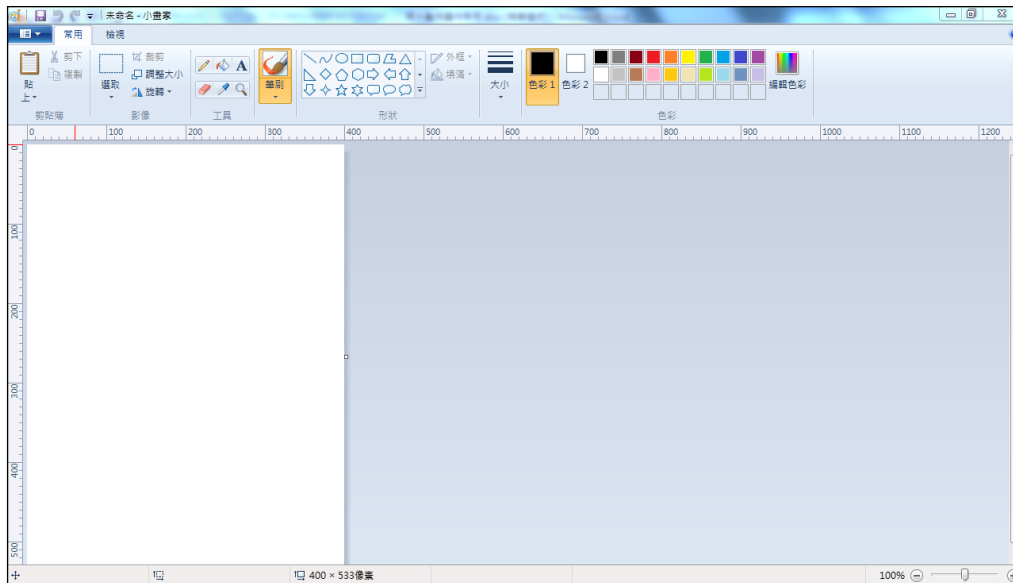 未命名 - 小畫家
常用 檢視
剪下 裁剪 外框
複製 調整大小 填滿
貼上 選取 旋轉 筆刷 大小 色彩 1 色彩 2 編輯色彩
剪貼簿 影像 工具 形狀 色彩
0 100 200 300 400 500 600 700 800 900 1000 1100 1200
0
100
200
300
400
500
400 × 533像素 100%